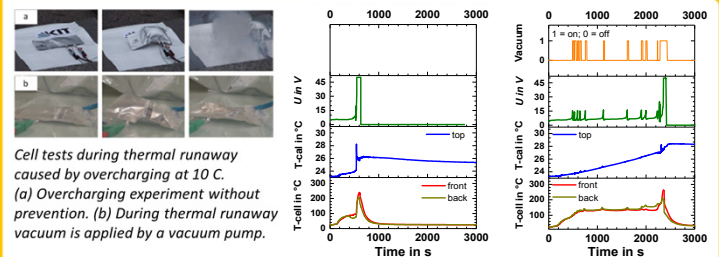 a
KIT
b
Cell tests during thermal runaway
caused by overcharging at 10 C.
(a) Overcharging experiment without
prevention. (b) During thermal runaway
vacuum is applied by a vacuum pump.
0 1000 2000 3000
U in V
45
30
15
0
T-cal in °C
30
28
26
24
top
T-cell in °C
300
200
100
0
front
back
0 1000 2000 3000
Time in s
0 1000 2000 3000
Vacuum
1 = on; 0 = off
1
0
U in V
45
30
15
0
T-cal in °C
30
28
26
24
top
T-cell in °C
300
200
100
front
back
0 1000 2000 3000
Time in s